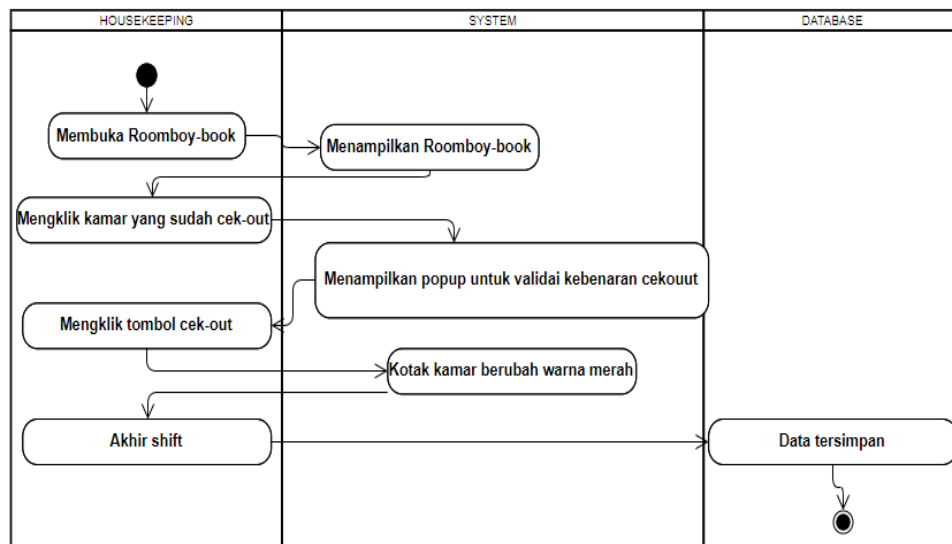 HOUSEKEEPING
SYSTEM
DATABASE
Membuka Roomboy-book
Menampilkan Roomboy-book
Mengklik kamar yang sudah cek-out
Menampilkan popup untuk validai kebenaran cekouut
Mengklik tombol cek-out
Kotak kamar berubah warna merah
Akhir shift
Data tersimpan